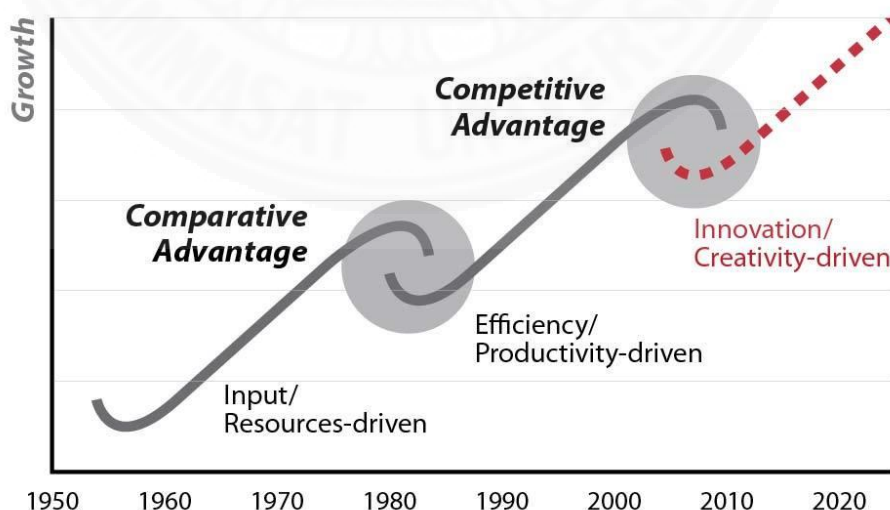 Growth
Competitive
Advantage
Comparative
Advantage
Innovation/
Creativity-driven
Efficiency/
Productivity-driven
Input/
Resources-driven
1950 1960 1970 1980 1990 2000 2010 2020